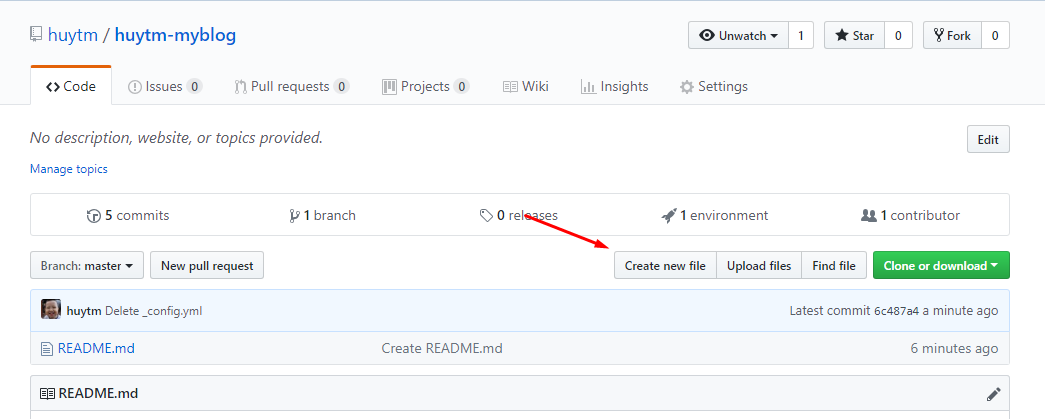 huytm / huytm-myblog Unwatch 1 Star 0 Fork 0
Code Issues 0 Pull requests 0 Projects 0 Wiki Insights Settings
No description, website, or topics provided. Edit
Manage topics
5 commits 1 branch 0 releases 1 environment 1 contributor
Branch: master New pull request Create new file Upload files Find file Clone or download
huytm Delete _config.yml Latest commit 6c487a4 a minute ago
README.md Create README.md 6 minutes ago
README.md